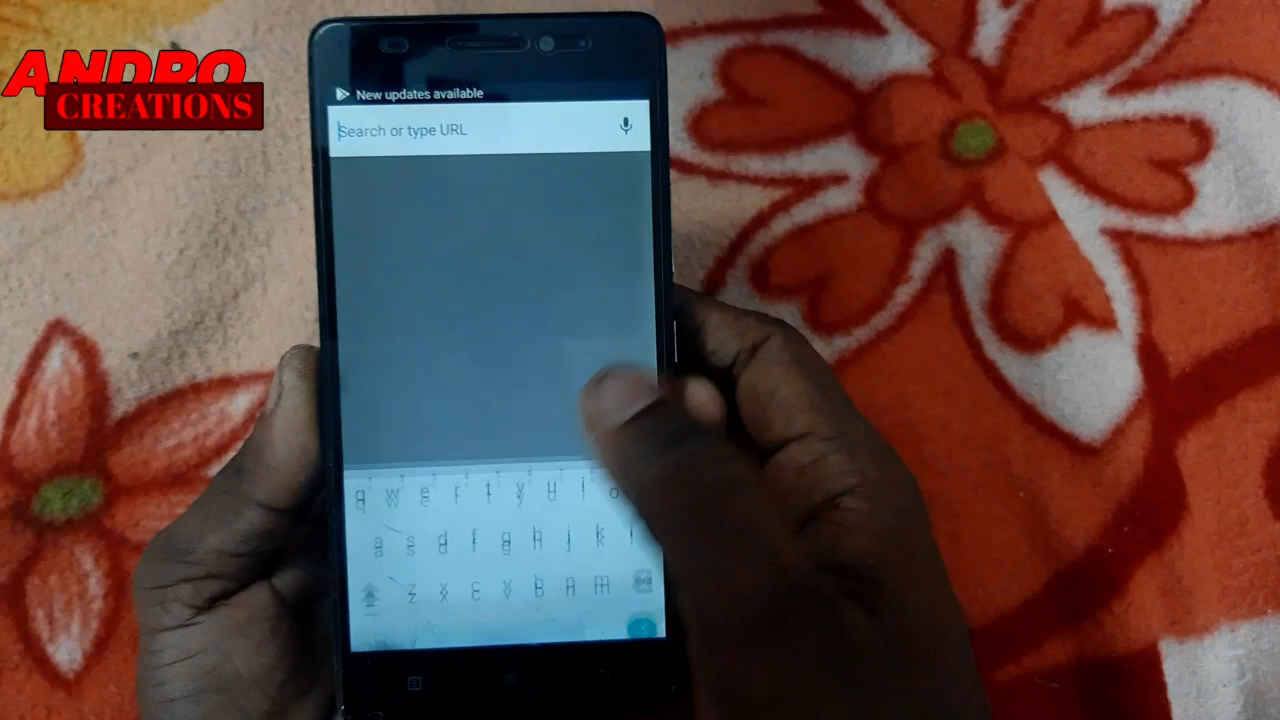 ANDRO
CREATIONS
New updates available
Search or type URL
q w e r t y u i o
a s d f g h j k l
z x c v b n m